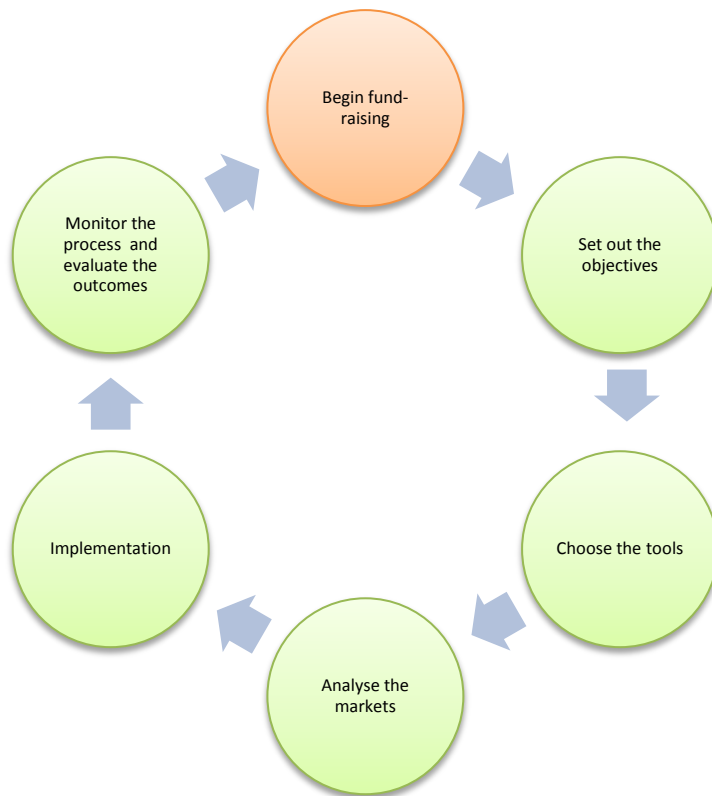 Begin fund-
raising
Set out the
objectives
Choose the tools
Analyse the
markets
Implementation
Monitor the
process and
evaluate the
outcomes